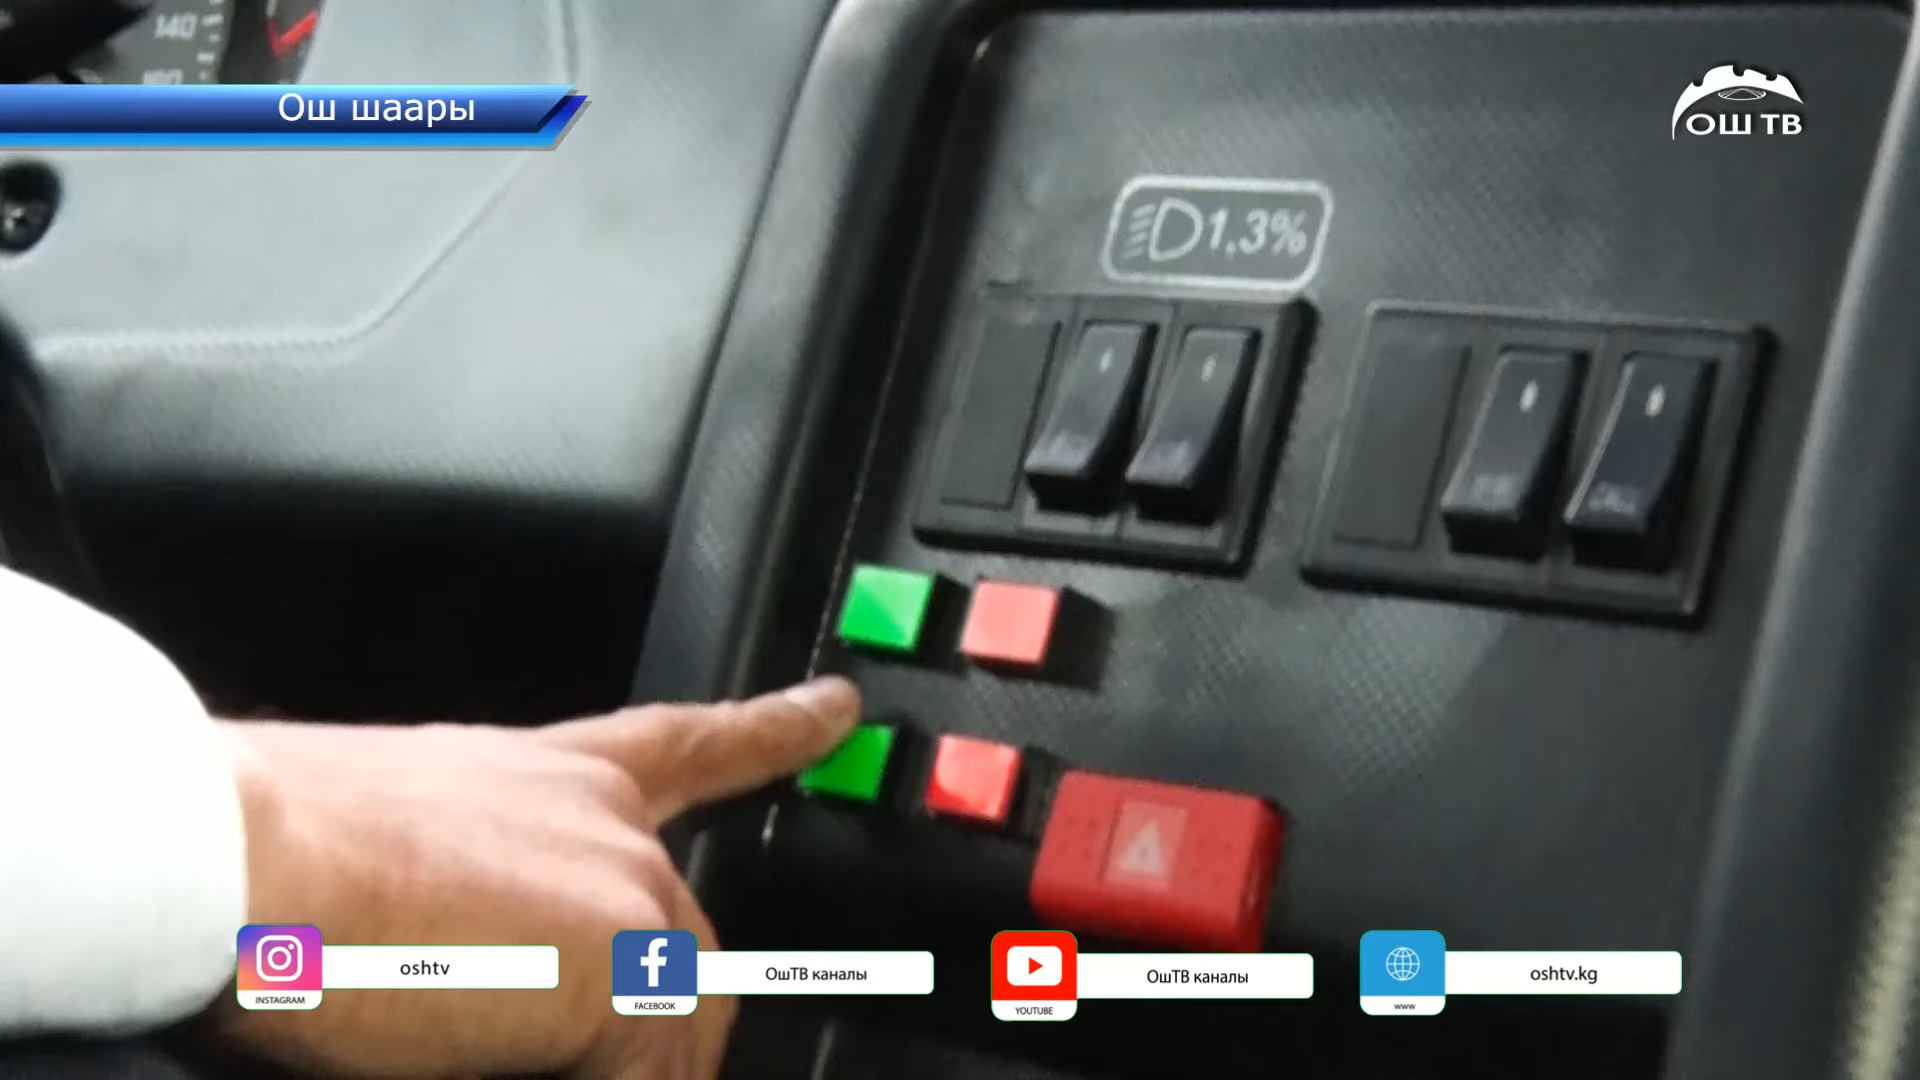 140
Ош шаары
ОШ ТВ
1.3%
oshtv
INSTAGRAM
ОшТВ каналы
FACEBOOK
ОшТВ каналы
YOUTUBE
oshtv.kg
www